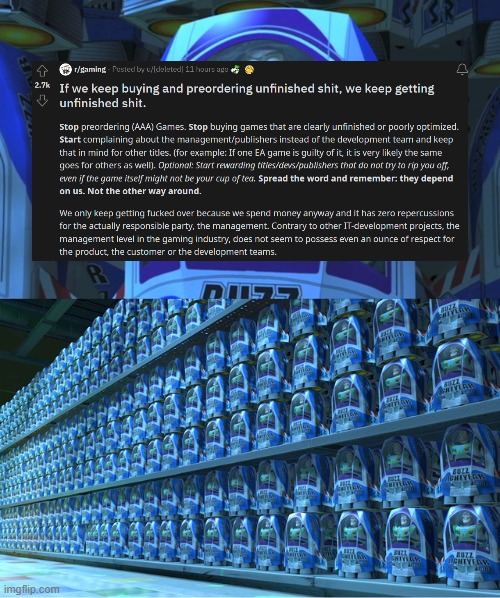 r/gaming · Posted by u/[deleted] 11 hours ago
2.7k
If we keep buying and preordering unfinished shit, we keep getting
unfinished shit.
Stop preordering (AAA) Games. Stop buying games that are clearly unfinished or poorly optimized.
Start complaining about the management/publishers instead of the development team and keep
that in mind for other titles. (for example: If one EA game is guilty of it, it is very likely the same
goes for others as well). Optional: Start rewarding titles/devs/publishers that do not try to rip you off,
even if the game itself might not be your cup of tea. Spread the word and remember: they depend
on us. Not the other way around.
We only keep getting fucked over because we spend money anyway and it has zero repercussions
for the actually responsible party, the management. Contrary to other IT-development projects, the
management level in the gaming industry, does not seem to possess even an ounce of respect for
the product, the customer or the development teams.
BUZZ
BUZZ
BUZZ
BUZZ
imgflip.com